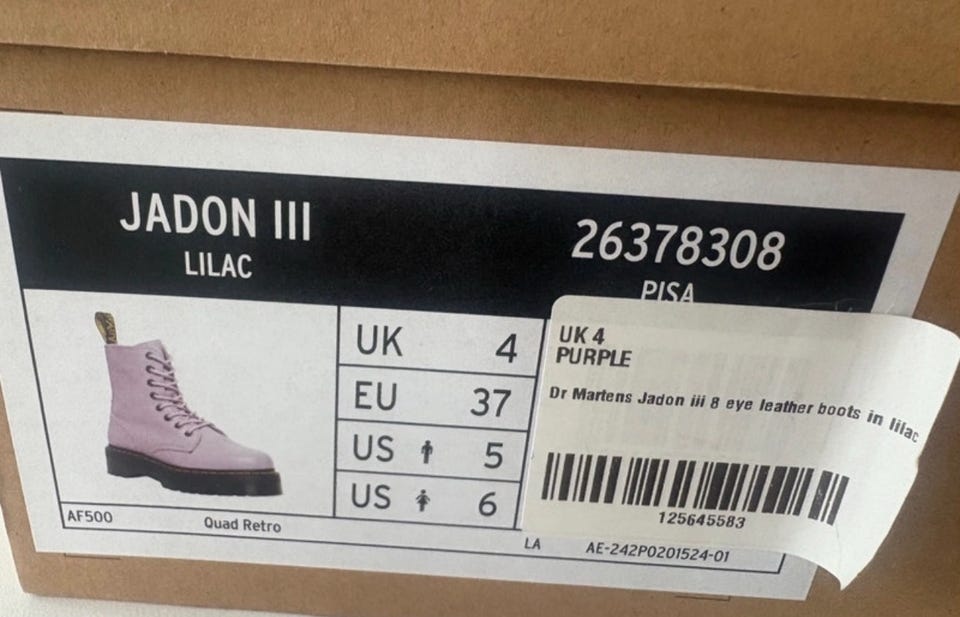 JADON III
LILAC
26378308
PISA
UK 4
EU 37
US 5
US 6
AF500
Quad Retro
LA AE-242P0201524-01
UK 4
PURPLE
Dr Martens Jadon iii 8 eye leather boots in lilac
125645583